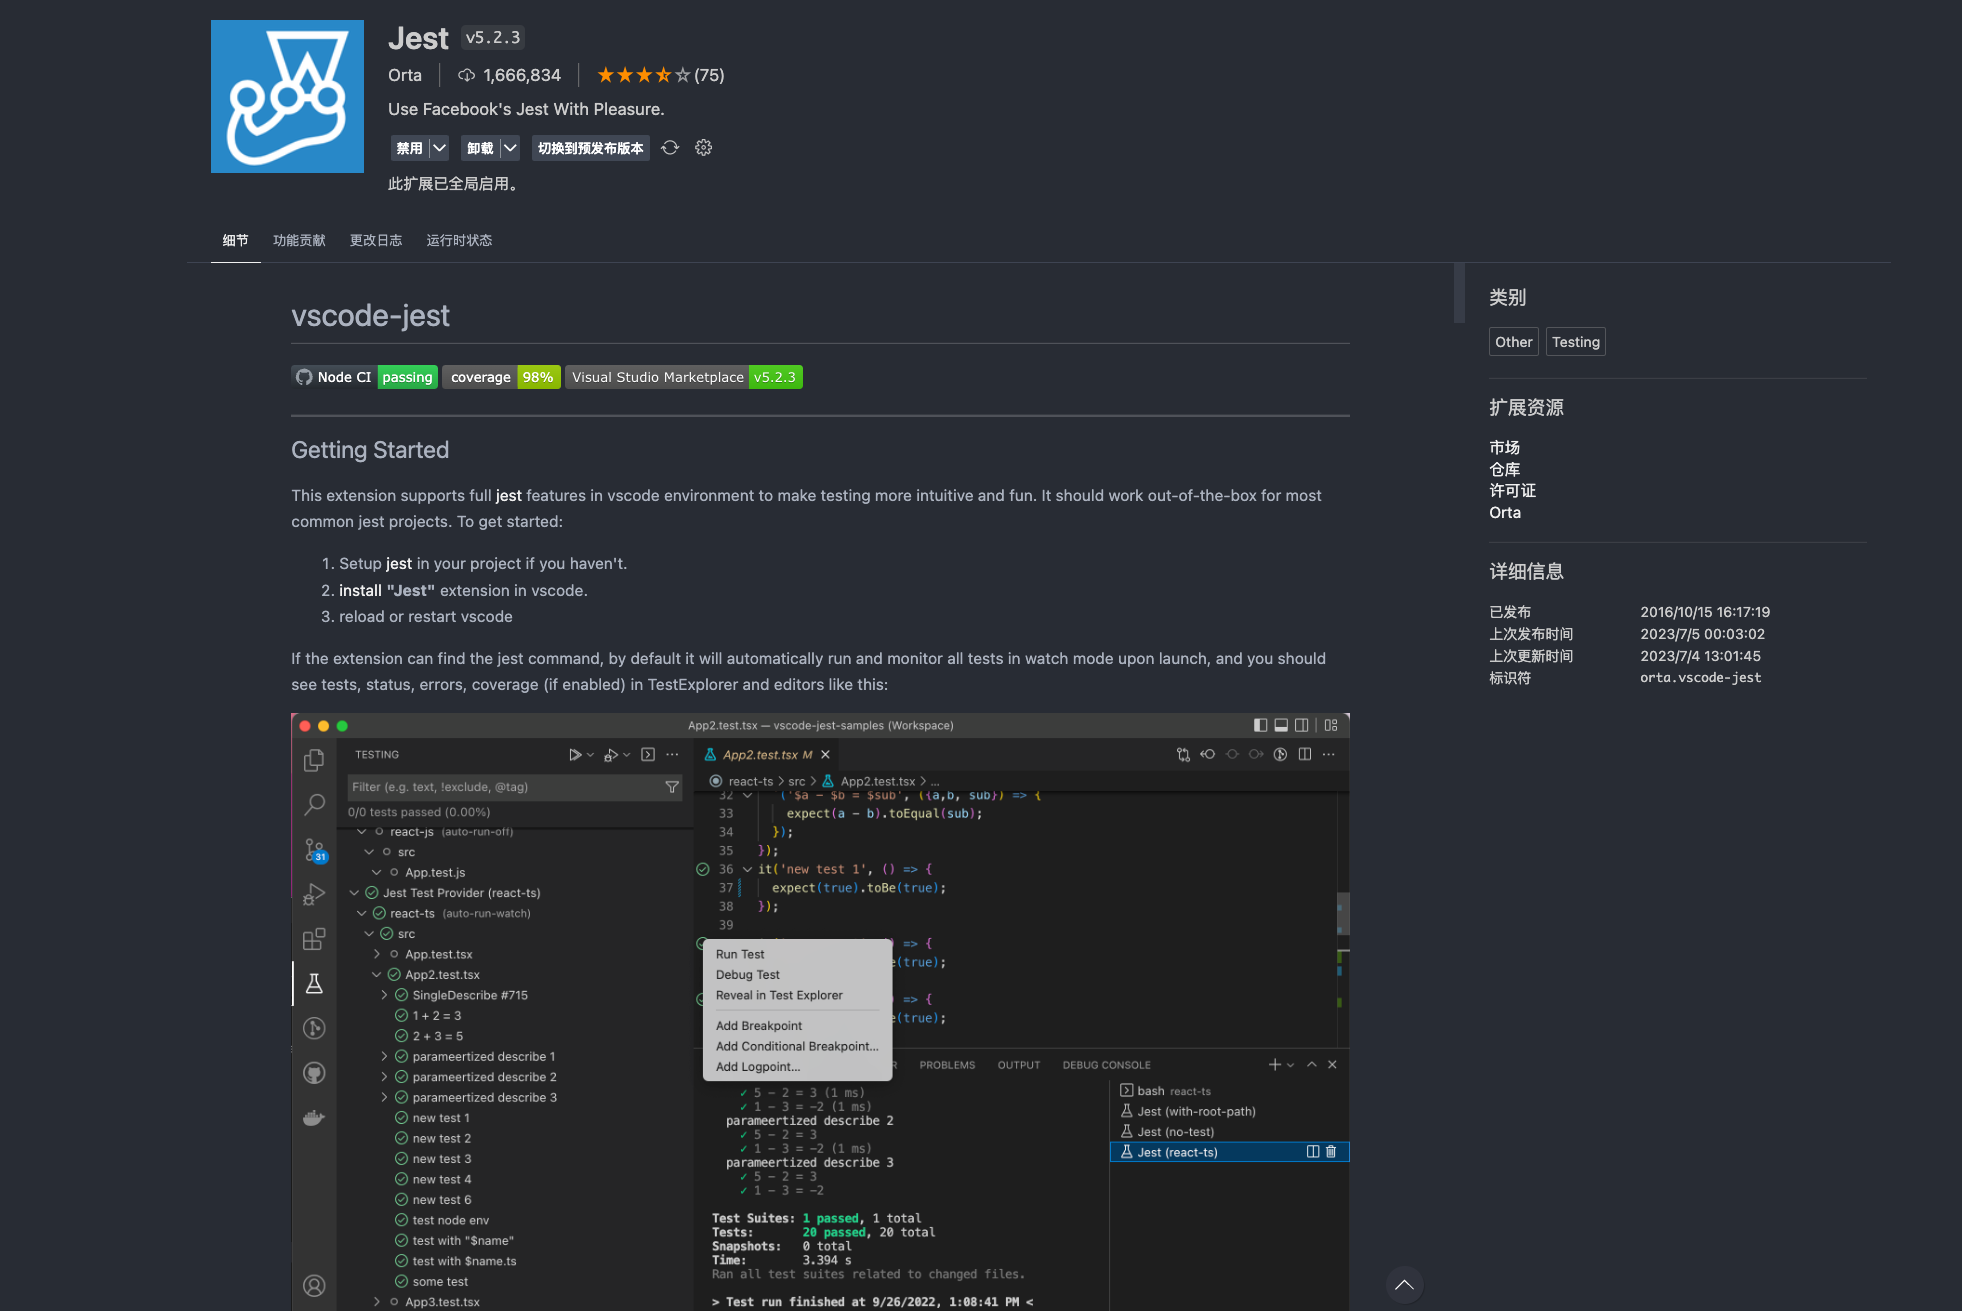 Jest v5.2.3
Orta 1,666,834 (75)
Use Facebook's Jest With Pleasure.
禁用 卸载 切换到预发布版本
此扩展已全局启用。
细节 功能贡献 更改日志 运行时状态
vscode-jest
Node CI passing coverage 98% Visual Studio Marketplace v5.2.3
Getting Started
This extension supports full jest features in vscode environment to make testing more intuitive and fun. It should work out-of-the-box for most
common jest projects. To get started:
1. Setup jest in your project if you haven't.
2. install "Jest" extension in vscode.
3. reload or restart vscode
If the extension can find the jest command, by default it will automatically run and monitor all tests in watch mode upon launch, and you should
see tests, status, errors, coverage (if enabled) in TestExplorer and editors like this:
App2.test.tsx — vscode-jest-samples (Workspace)
TESTING
Filter (e.g. text, !exclude, @tag)
0/0 tests passed (0.00%)
react-js (auto-run-off)
src
App.test.js
Jest Test Provider (react-ts)
react-ts (auto-run-watch)
src
App.test.tsx
App2.test.tsx
SingleDescribe #715
1 + 2 = 3
2 + 3 = 5
parameertized describe 1
parameertized describe 2
parameertized describe 3
new test 1
new test 2
new test 3
new test 4
new test 6
test node env
test with "$name"
test with $name.ts
some test
App3.test.tsx
31
App2.test.tsx M
react-ts > src > App2.test.tsx > ...
32 ('$a - $b = $sub', ({a,b, sub}) => {
33 expect(a - b).toEqual(sub);
34 });
35 });
36 it('new test 1', () => {
37 expect(true).toBe(true);
38 });
39
) => {
(true);
) => {
(true);
Run Test
Debug Test
Reveal in Test Explorer
Add Breakpoint
Add Conditional Breakpoint...
Add Logpoint...
R PROBLEMS OUTPUT DEBUG CONSOLE
✓ 5 - 2 = 3 (1 ms)
✓ 1 - 3 = -2 (1 ms)
parameertized describe 2
✓ 5 - 2 = 3
✓ 1 - 3 = -2 (1 ms)
parameertized describe 3
✓ 5 - 2 = 3
✓ 1 - 3 = -2
Test Suites: 1 passed, 1 total
Tests: 20 passed, 20 total
Snapshots: 0 total
Time: 3.394 s
Ran all test suites related to changed files.
> Test run finished at 9/26/2022, 1:08:41 PM <
bash react-ts
Jest (with-root-path)
Jest (no-test)
Jest (react-ts)
类别
Other Testing
扩展资源
市场
仓库
许可证
Orta
详细信息
已发布 2016/10/15 16:17:19
上次发布时间 2023/7/5 00:03:02
上次更新时间 2023/7/4 13:01:45
标识符 orta.vscode-jest